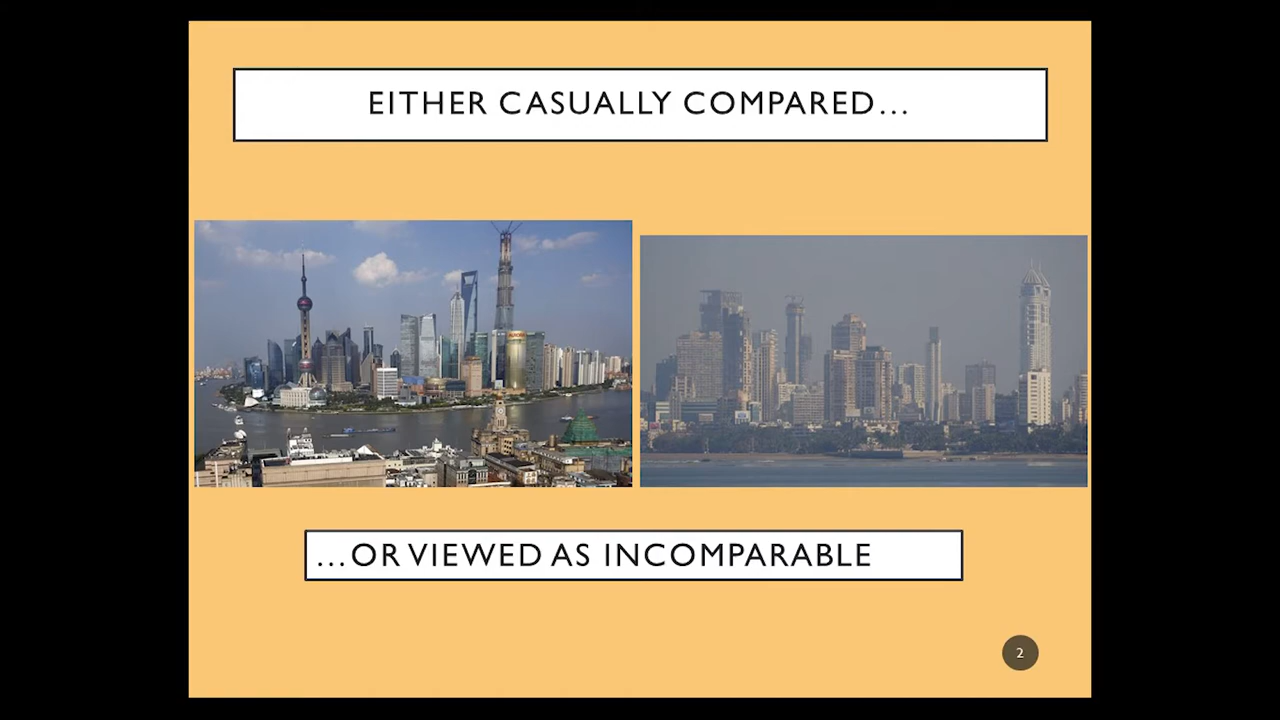 EITHER CASUALLY COMPARED...
...OR VIEWED AS INCOMPARABLE
2